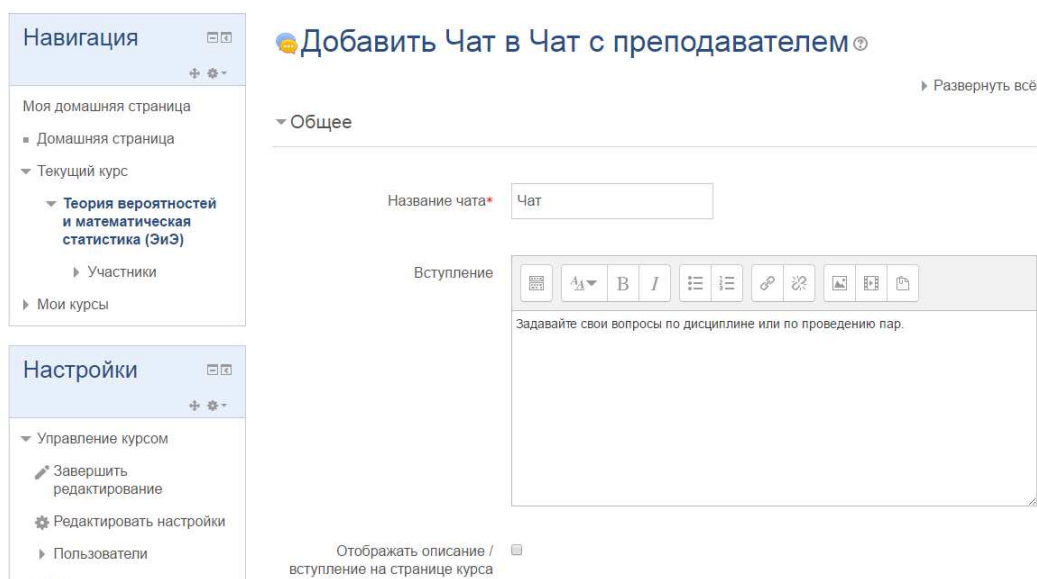 Навигация
Моя домашняя страница
Домашняя страница
Текущий курс
Теория вероятностей
и математическая
статистика (ЭиЭ)
Участники
Мои курсы
Настройки
Управление курсом
Завершить
редактирование
Редактировать настройки
Пользователи
Добавить Чат в Чат с преподавателем
Развернуть всё
Общее
Название чата*
Чат
Вступление
B I
Задавайте свои вопросы по дисциплине или по проведению пар.
Отображать описание /
вступление на странице курса